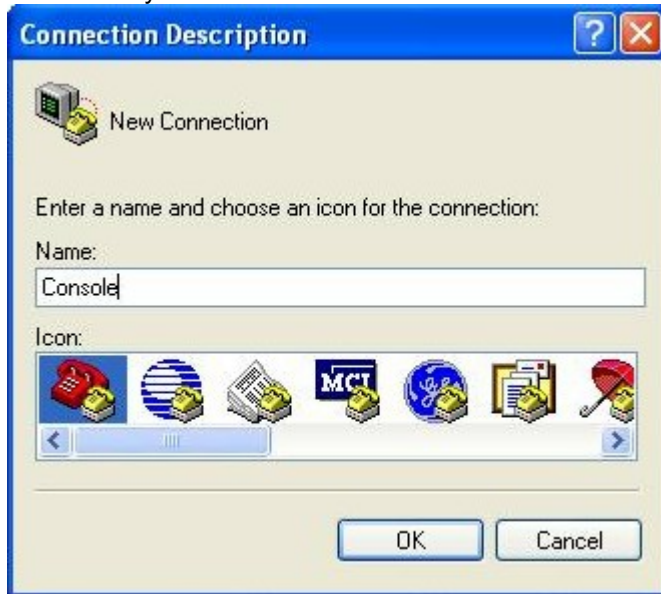 Connection Description
New Connection
Enter a name and choose an icon for the connection:
Name:
Console
Icon:
MCI
OK
Cancel